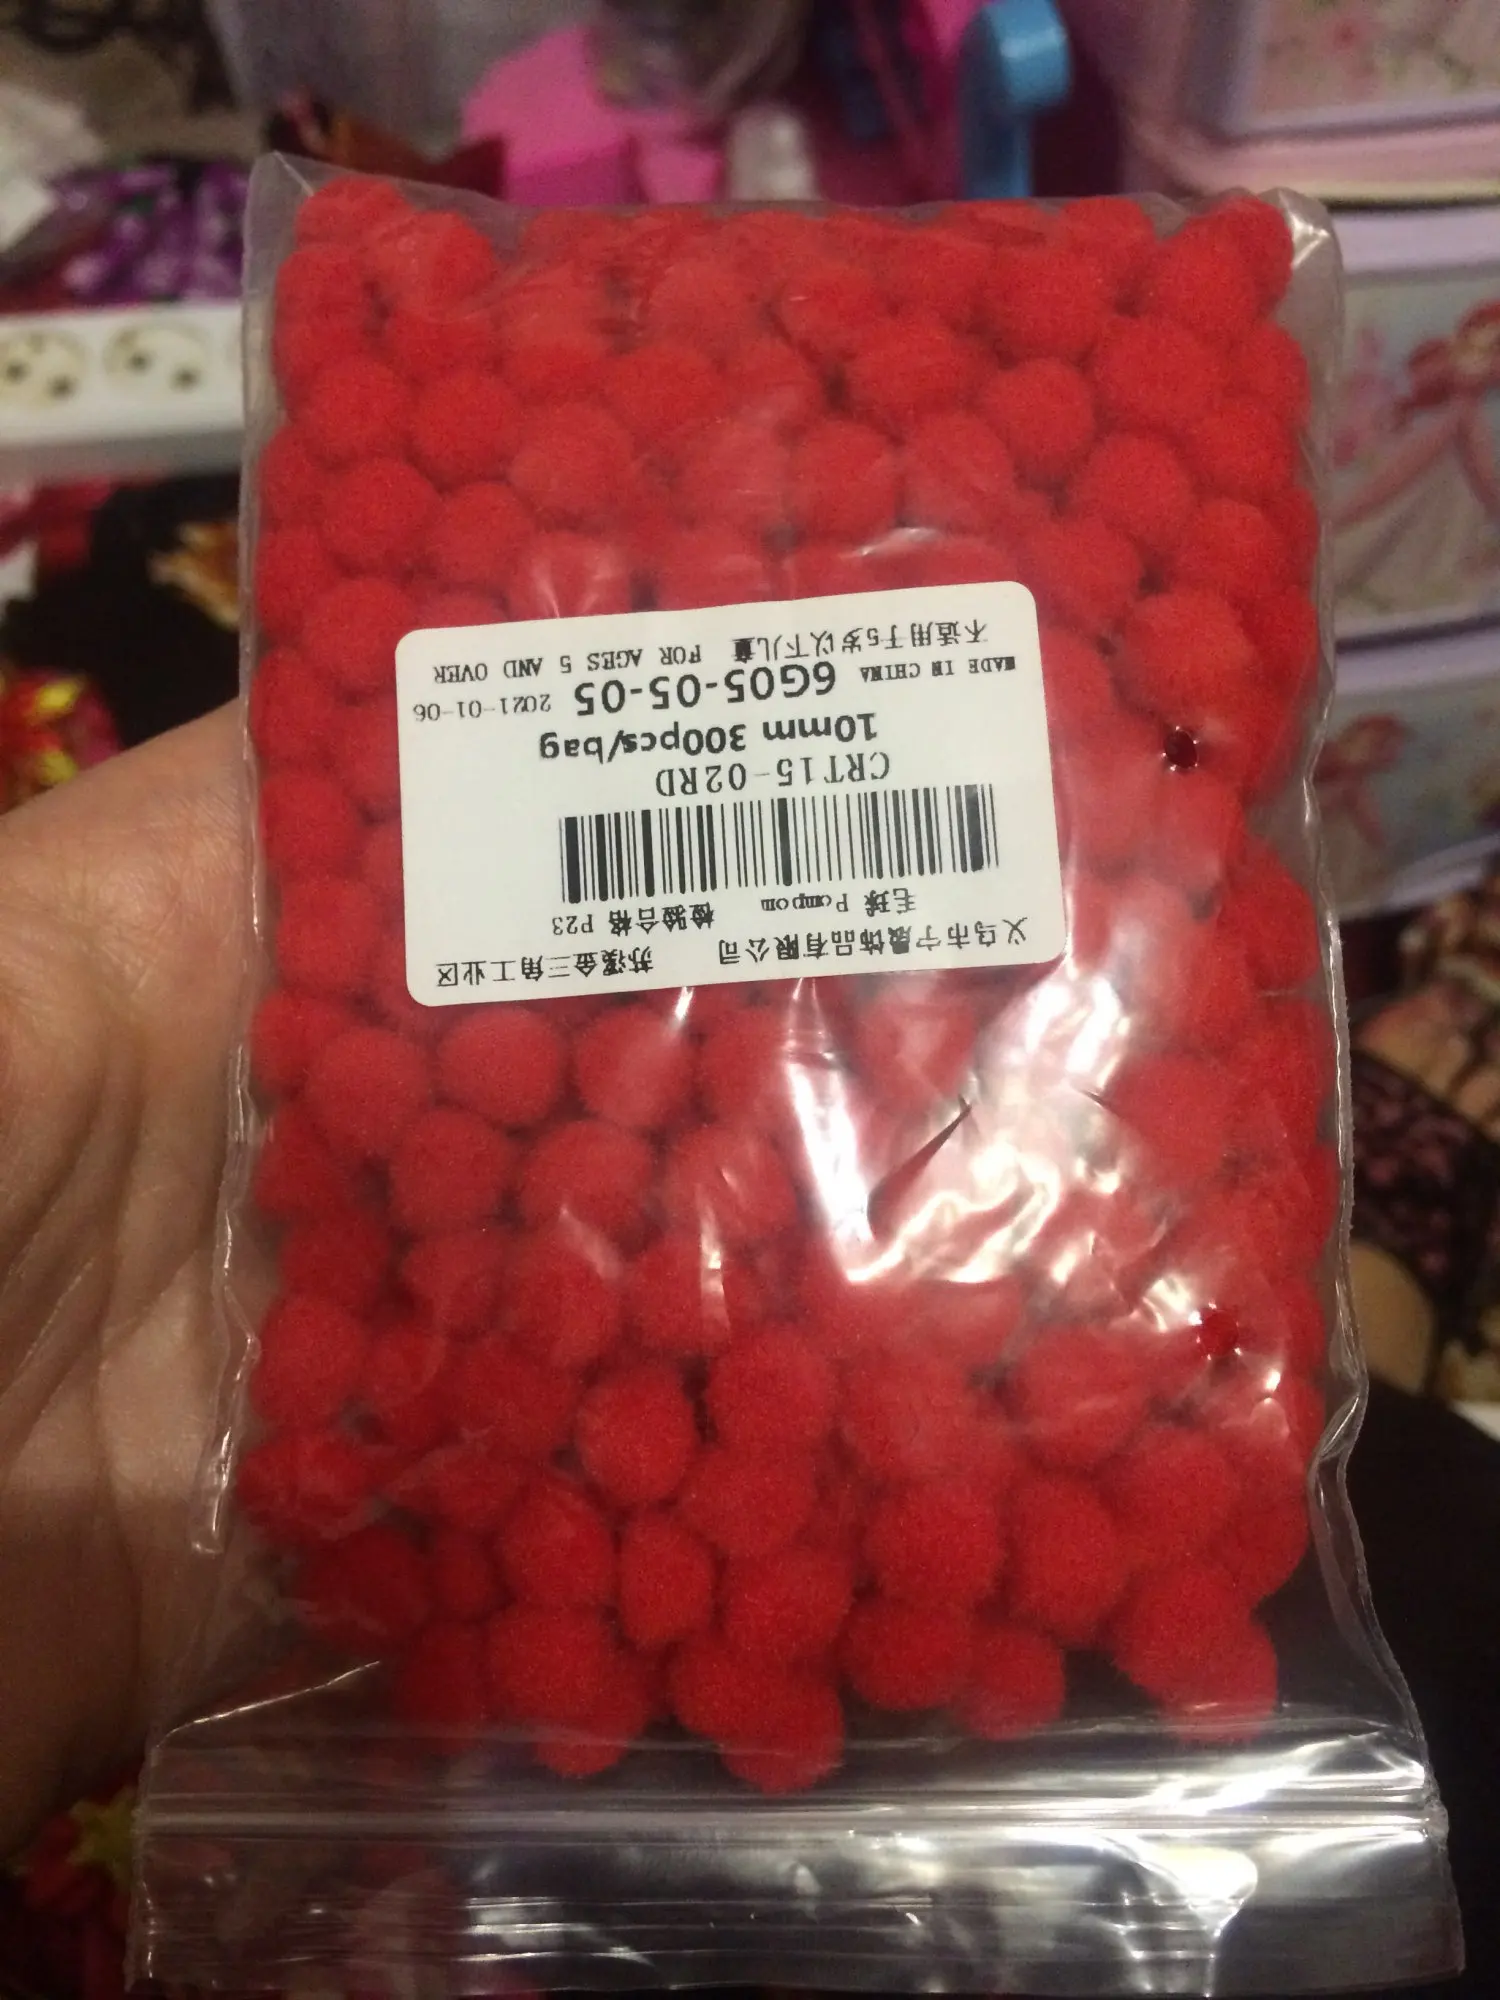 义乌市宁晟饰品有限公司 苏溪金三角工业区
毛球 Pompom 检验合格 P23
CRT15-02RD
10mm 300pcs/bag
MADE IN CHINA 6G05-05-05 2021-01-06
不适用于5岁以下儿童 FOR AGES 5 AND OVER